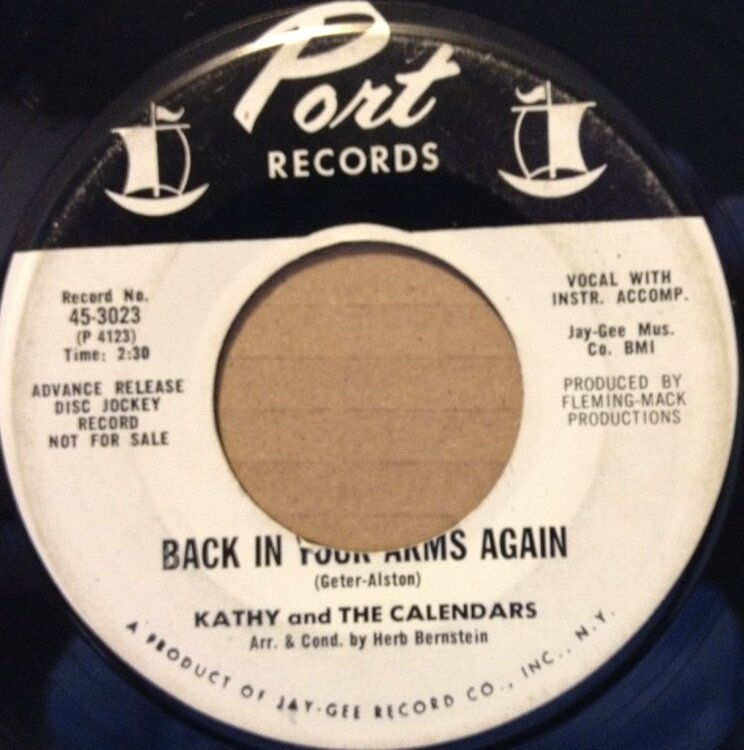 Port
RECORDS
Record No.
45-3023
(P 4123)
Time: 2:30
ADVANCE RELEASE
DISC JOCKEY
RECORD
NOT FOR SALE
VOCAL WITH
INSTR. ACCOMP.
Jay-Gee Mus.
Co. BMI
PRODUCED BY
FLEMING-MACK
PRODUCTIONS
BACK IN YOUR ARMS AGAIN
(Geter-Alston)
KATHY and THE CALENDARS
Arr. & Cond. by Herb Bernstein
A PRODUCT OF JAY-GEE RECORD CO., INC., N.Y.